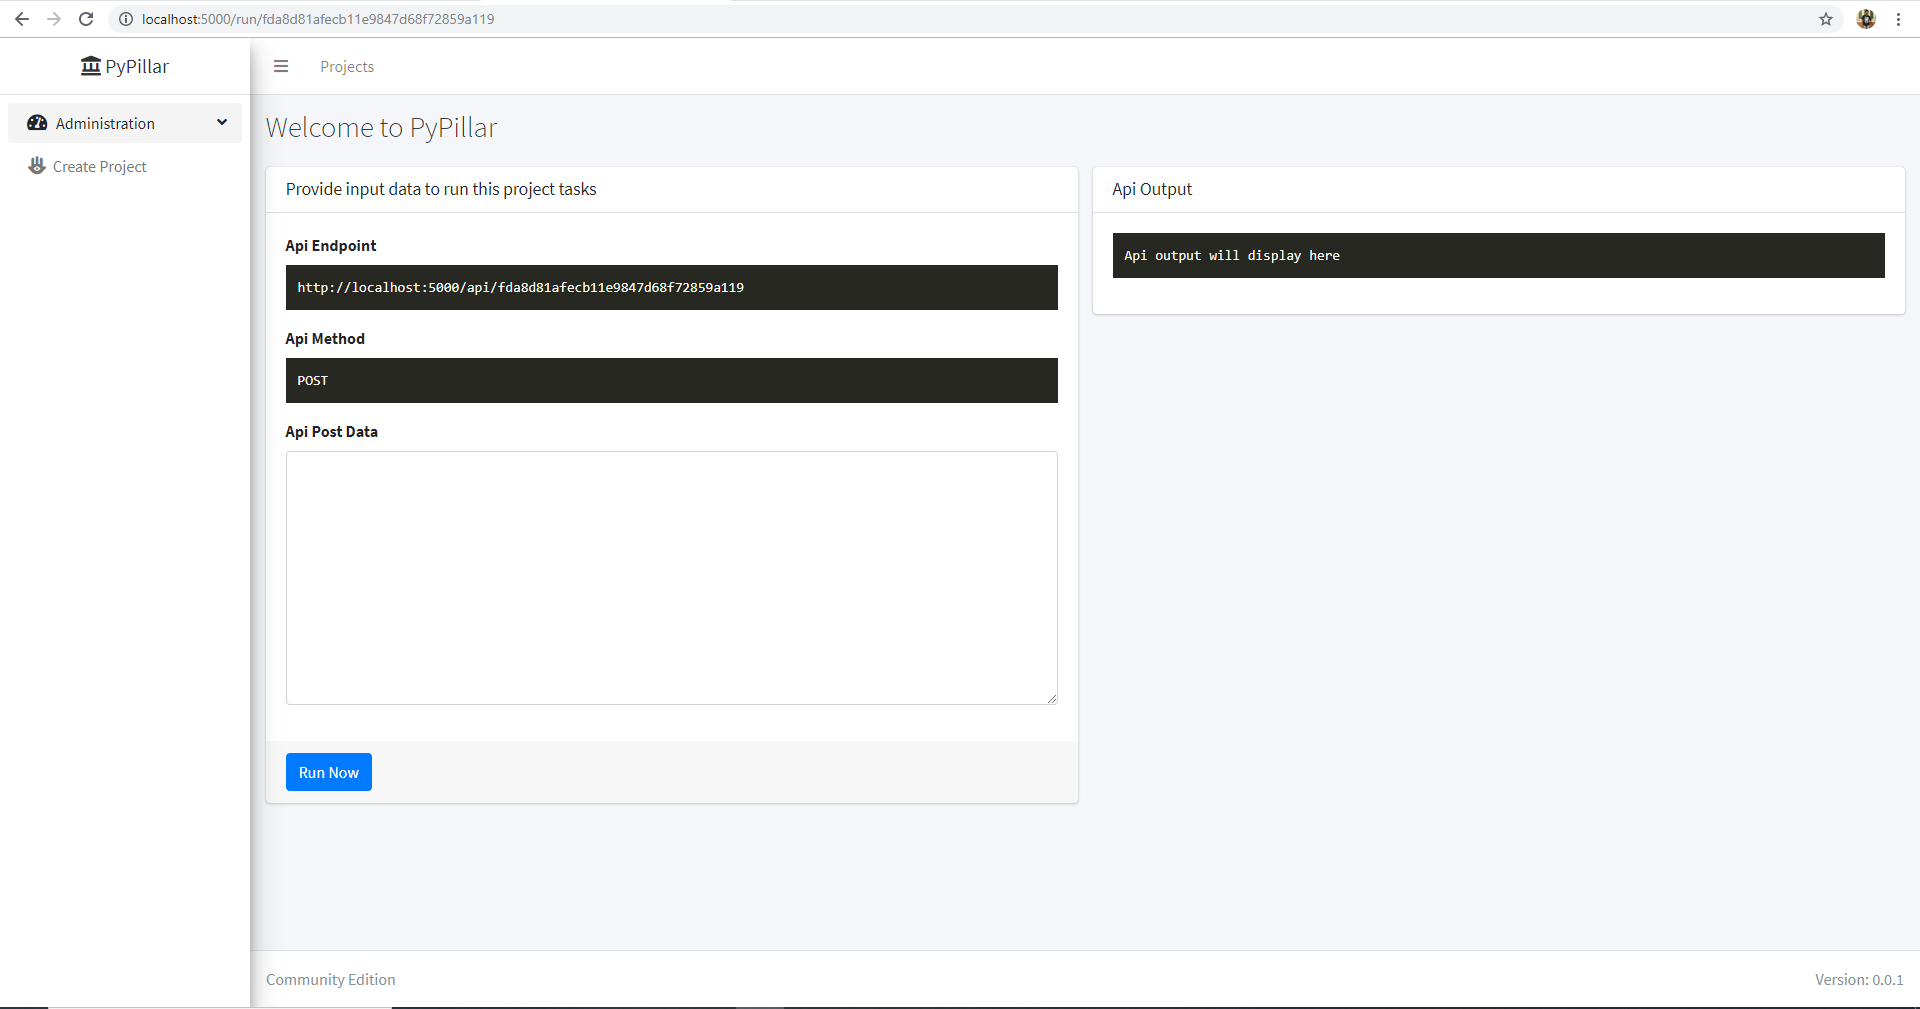 localhost:5000/run/fda8d81afecb11e9847d68f72859a119
PyPillar
Projects
Administration
Create Project
Welcome to PyPillar
Provide input data to run this project tasks
Api Endpoint
http://localhost:5000/api/fda8d81afecb11e9847d68f72859a119
Api Method
POST
Api Post Data
Run Now
Api Output
Api output will display here
Community Edition
Version: 0.0.1